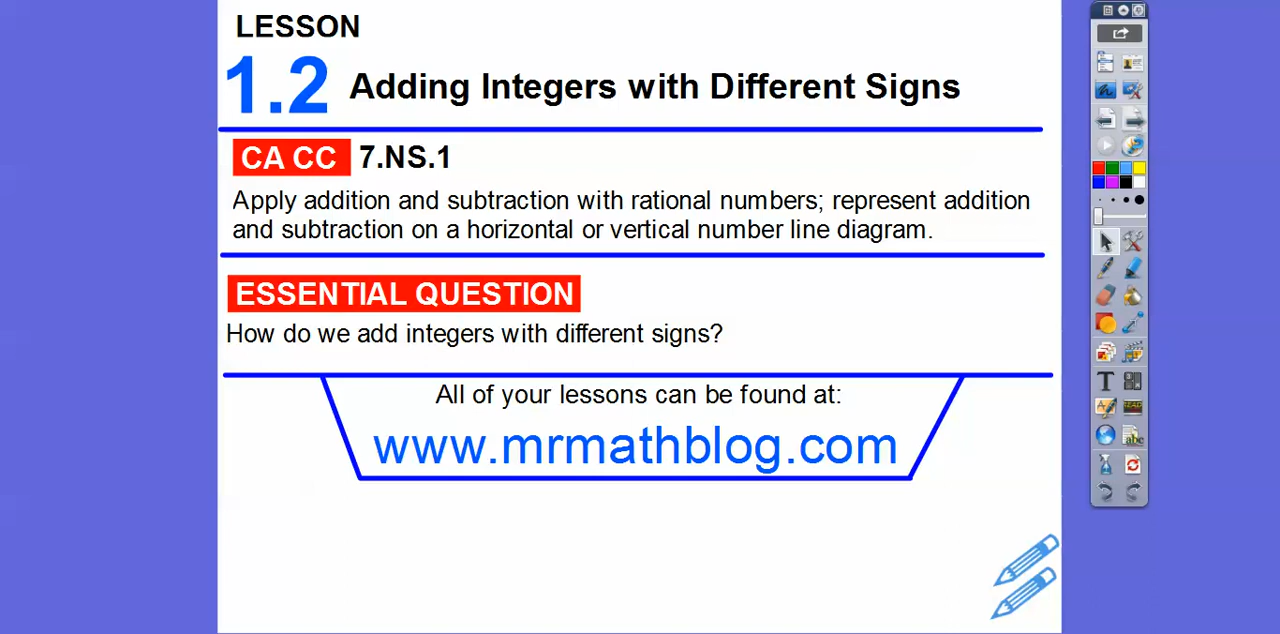 LESSON
1.2 Adding Integers with Different Signs
CA CC 7.NS.1
Apply addition and subtraction with rational numbers; represent addition
and subtraction on a horizontal or vertical number line diagram.
ESSENTIAL QUESTION
How do we add integers with different signs?
All of your lessons can be found at:
www.mrmathblog.com